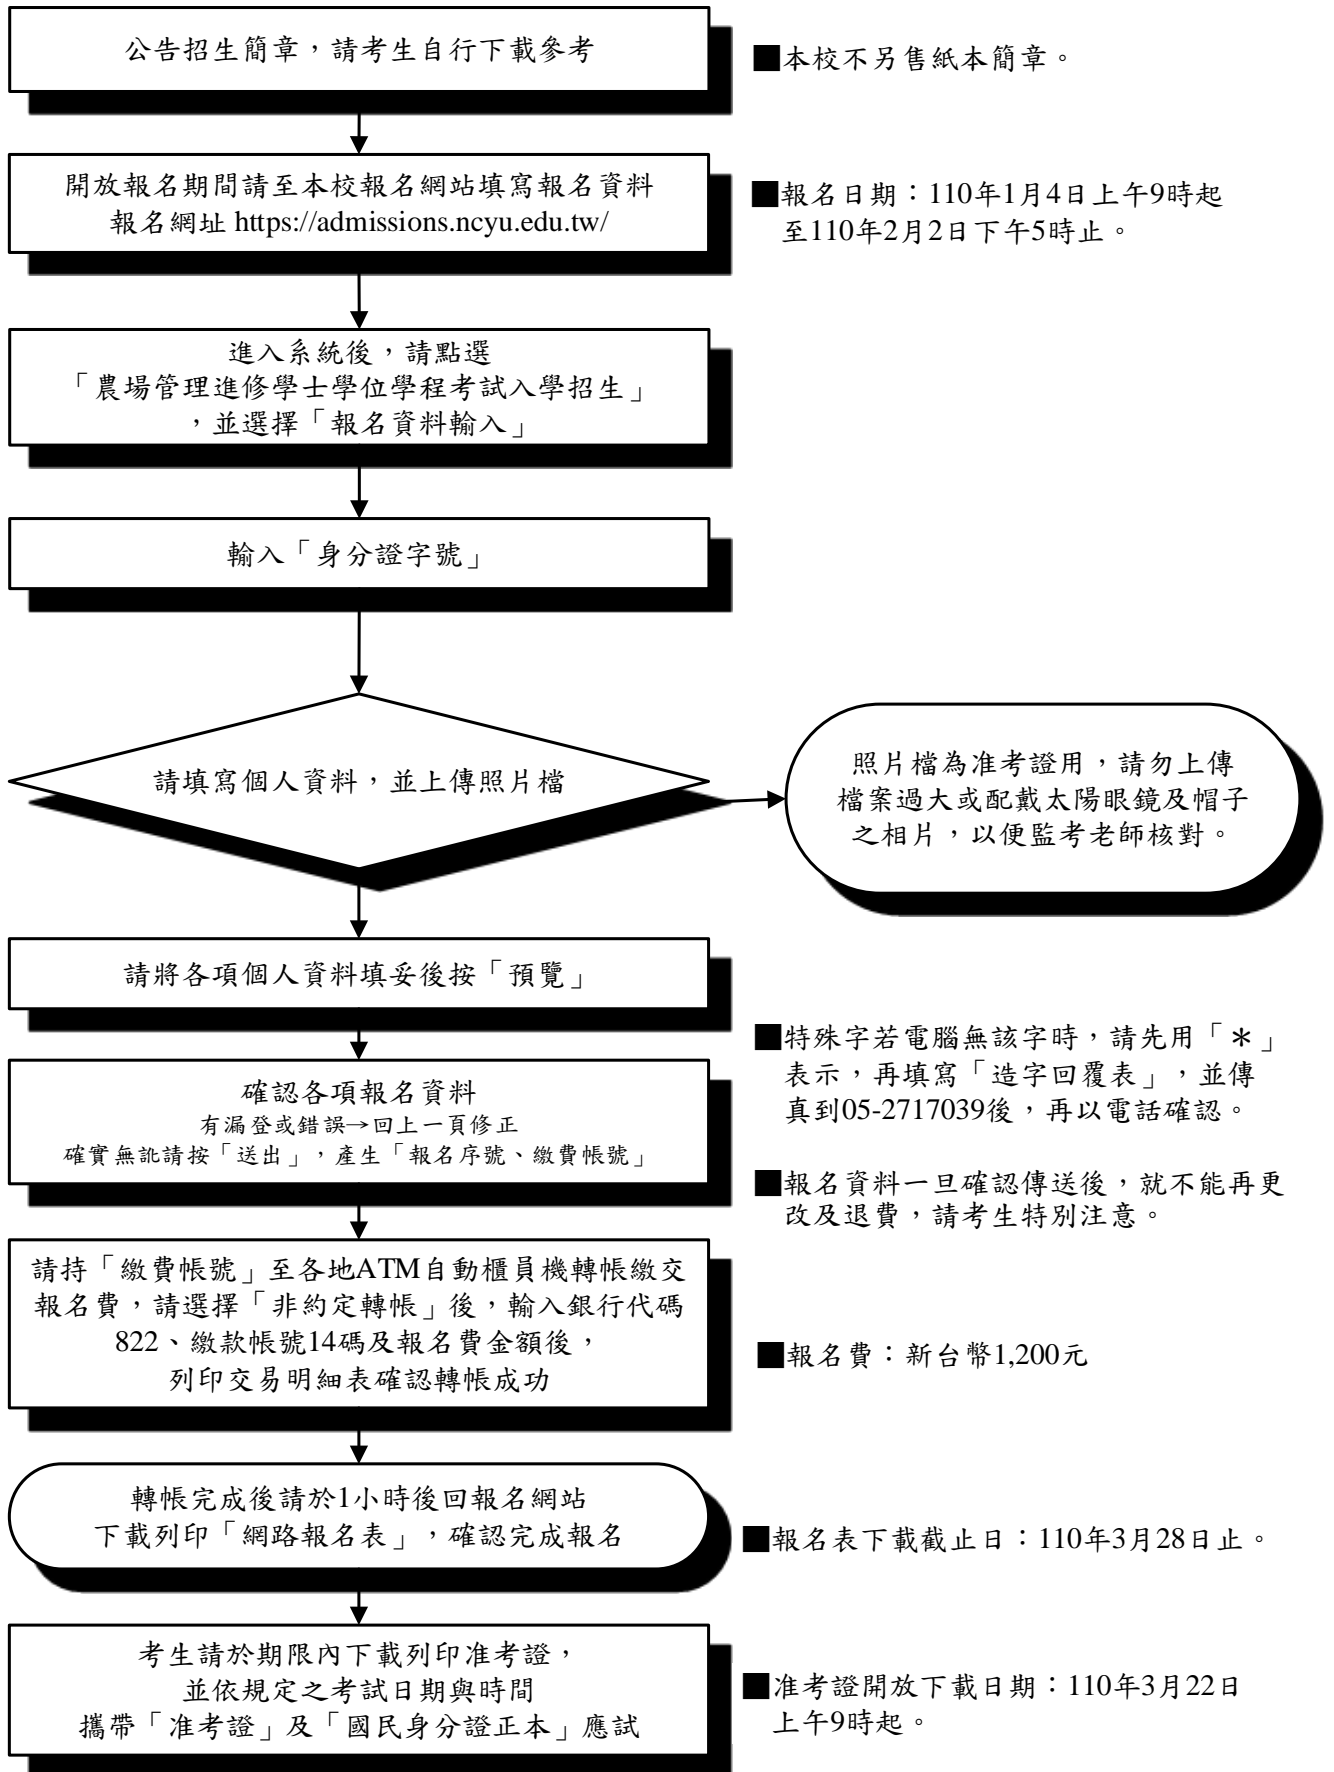 公告招生簡章，請考生自行下載參考
■本校不另售紙本簡章。
開放報名期間請至本校報名網站填寫報名資料
報名網址 https://admissions.ncyu.edu.tw/
■報名日期：110年1月4日上午9時起
至110年2月2日下午5時止。
進入系統後，請點選
「農場管理進修學士學位學程考試入學招生」
，並選擇「報名資料輸入」
輸入「身分證字號」
請填寫個人資料，並上傳照片檔
照片檔為准考證用，請勿上傳
檔案過大或配戴太陽眼鏡及帽子
之相片，以便監考老師核對。
請將各項個人資料填妥後按「預覽」
■特殊字若電腦無該字時，請先用「＊」
表示，再填寫「造字回覆表」，並傳
真到05-2717039後，再以電話確認。
確認各項報名資料
有漏登或錯誤→回上一頁修正
確實無訛請按「送出」，產生「報名序號、繳費帳號」
■報名資料一旦確認傳送後，就不能再更
改及退費，請考生特別注意。
請持「繳費帳號」至各地ATM自動櫃員機轉帳繳交
報名費，請選擇「非約定轉帳」後，輸入銀行代碼
822、繳款帳號14碼及報名費金額後，
列印交易明細表確認轉帳成功
■報名費：新台幣1,200元
轉帳完成後請於1小時後回報名網站
下載列印「網路報名表」，確認完成報名
■報名表下載截止日：110年3月28日止。
考生請於期限內下載列印准考證，
並依規定之考試日期與時間
攜帶「准考證」及「國民身分證正本」應試
■准考證開放下載日期：110年3月22日
上午9時起。